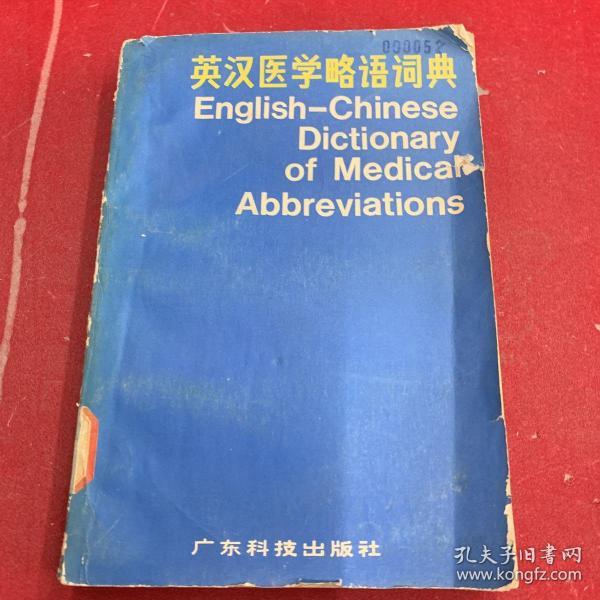 000052
英汉医学略语词典
English-Chinese
Dictionary
of Medical
Abbreviations
广东科技出版社
孔夫子旧书网
www.kongfz.com